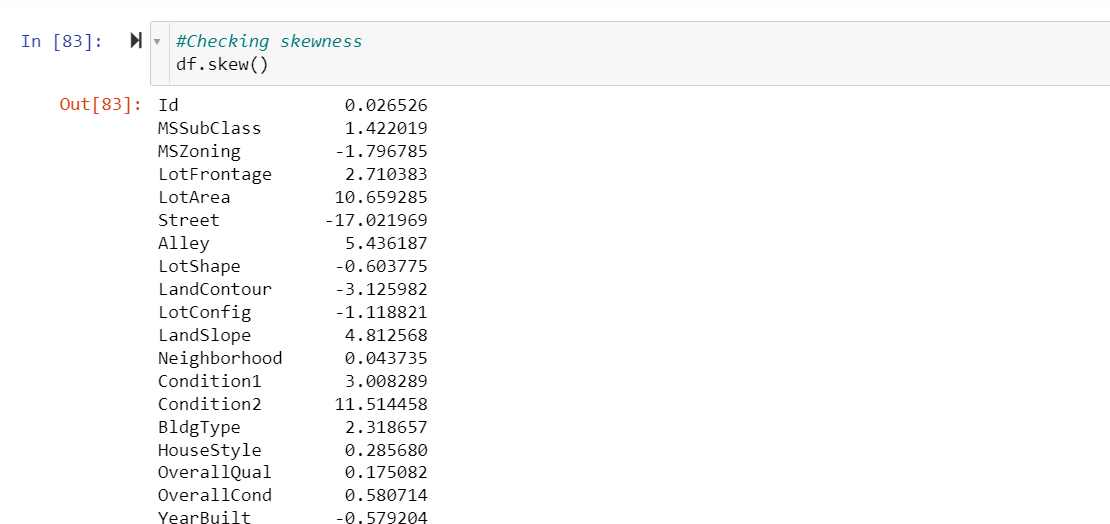 In [83]: #Checking skewness
df.skew()
Out[83]: Id 0.026526
MSSubClass 1.422019
MSZoning -1.796785
LotFrontage 2.710383
LotArea 10.659285
Street -17.021969
Alley 5.436187
LotShape -0.603775
LandContour -3.125982
LotConfig -1.118821
LandSlope 4.812568
Neighborhood 0.043735
Condition1 3.008289
Condition2 11.514458
BldgType 2.318657
HouseStyle 0.285680
OverallQual 0.175082
OverallCond 0.580714
YearBuilt -0.579204